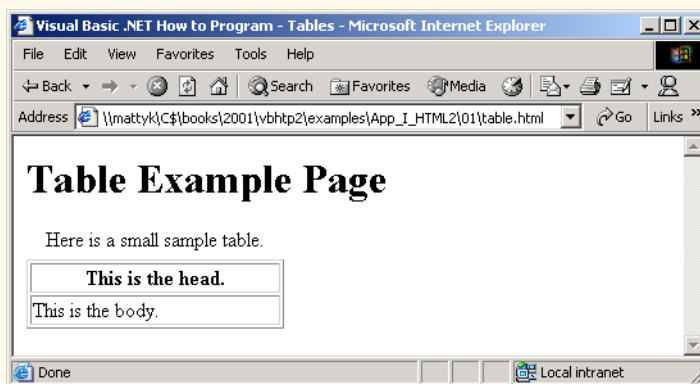 Visual Basic .NET How to Program - Tables - Microsoft Internet Explorer
File Edit View Favorites Tools Help
Back Search Favorites Media
Address \\mattyk\C$\books\2001\vbhtp2\examples\App_I_HTML2\01\table.html Go Links »
Table Example Page
Here is a small sample table.
This is the head.
This is the body.
Done Local intranet